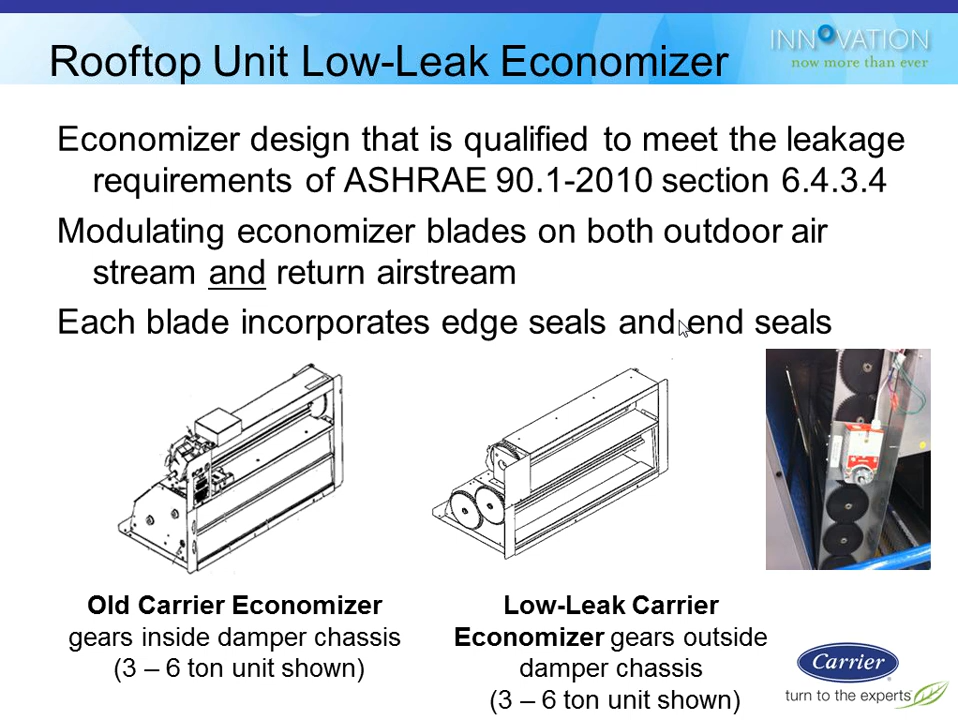 INNOVATION
now more than ever
Rooftop Unit Low-Leak Economizer
Economizer design that is qualified to meet the leakage
requirements of ASHRAE 90.1-2010 section 6.4.3.4
Modulating economizer blades on both outdoor air
stream and return airstream
Each blade incorporates edge seals and end seals
Old Carrier Economizer
gears inside damper chassis
(3 – 6 ton unit shown)
Low-Leak Carrier
Economizer gears outside
damper chassis
(3 – 6 ton unit shown)
Carrier
turn to the experts